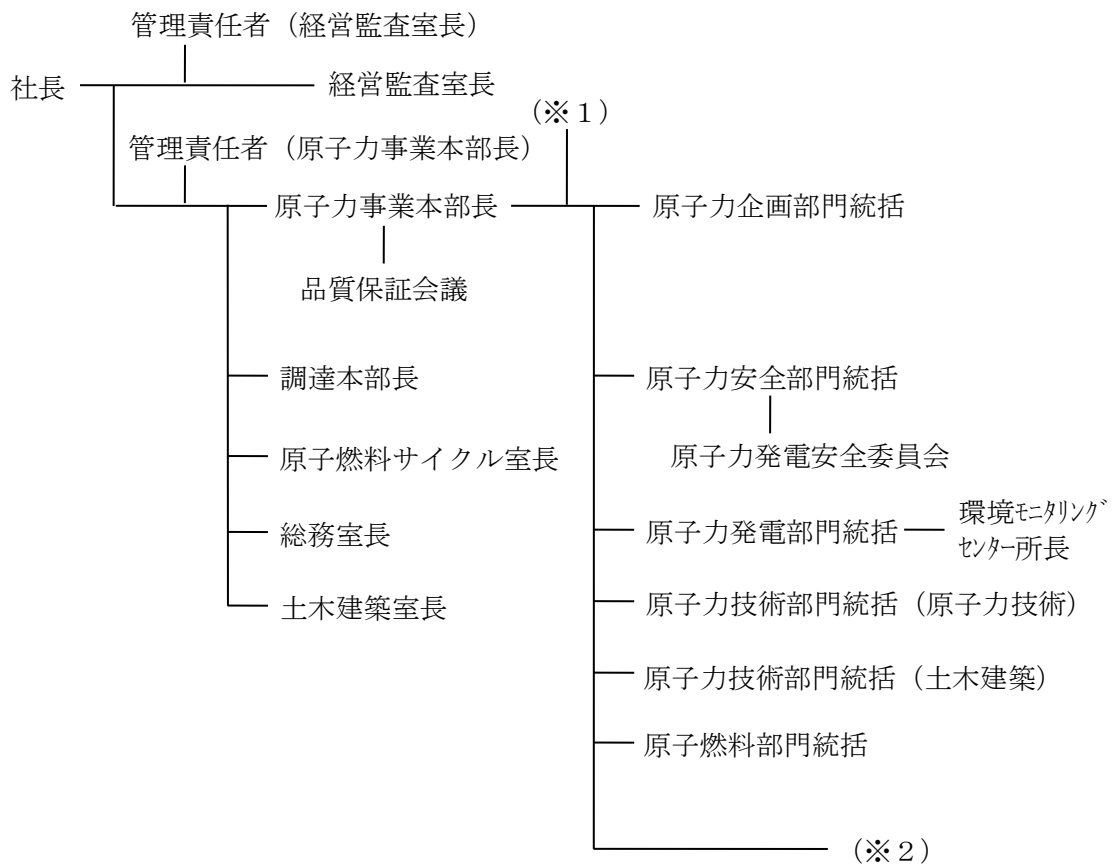 管理責任者（経営監査室長）
社長
経営監査室長
（※１）
管理責任者（原子力事業本部長）
原子力事業本部長
原子力企画部門統括
品質保証会議
調達本部長
原子力安全部門統括
原子燃料サイクル室長
原子力発電安全委員会
総務室長
原子力発電部門統括
環境ﾓﾆﾀﾘﾝｸﾞ
ｾﾝﾀｰ所長
土木建築室長
原子力技術部門統括（原子力技術）
原子力技術部門統括（土木建築）
原子燃料部門統括
（※２）